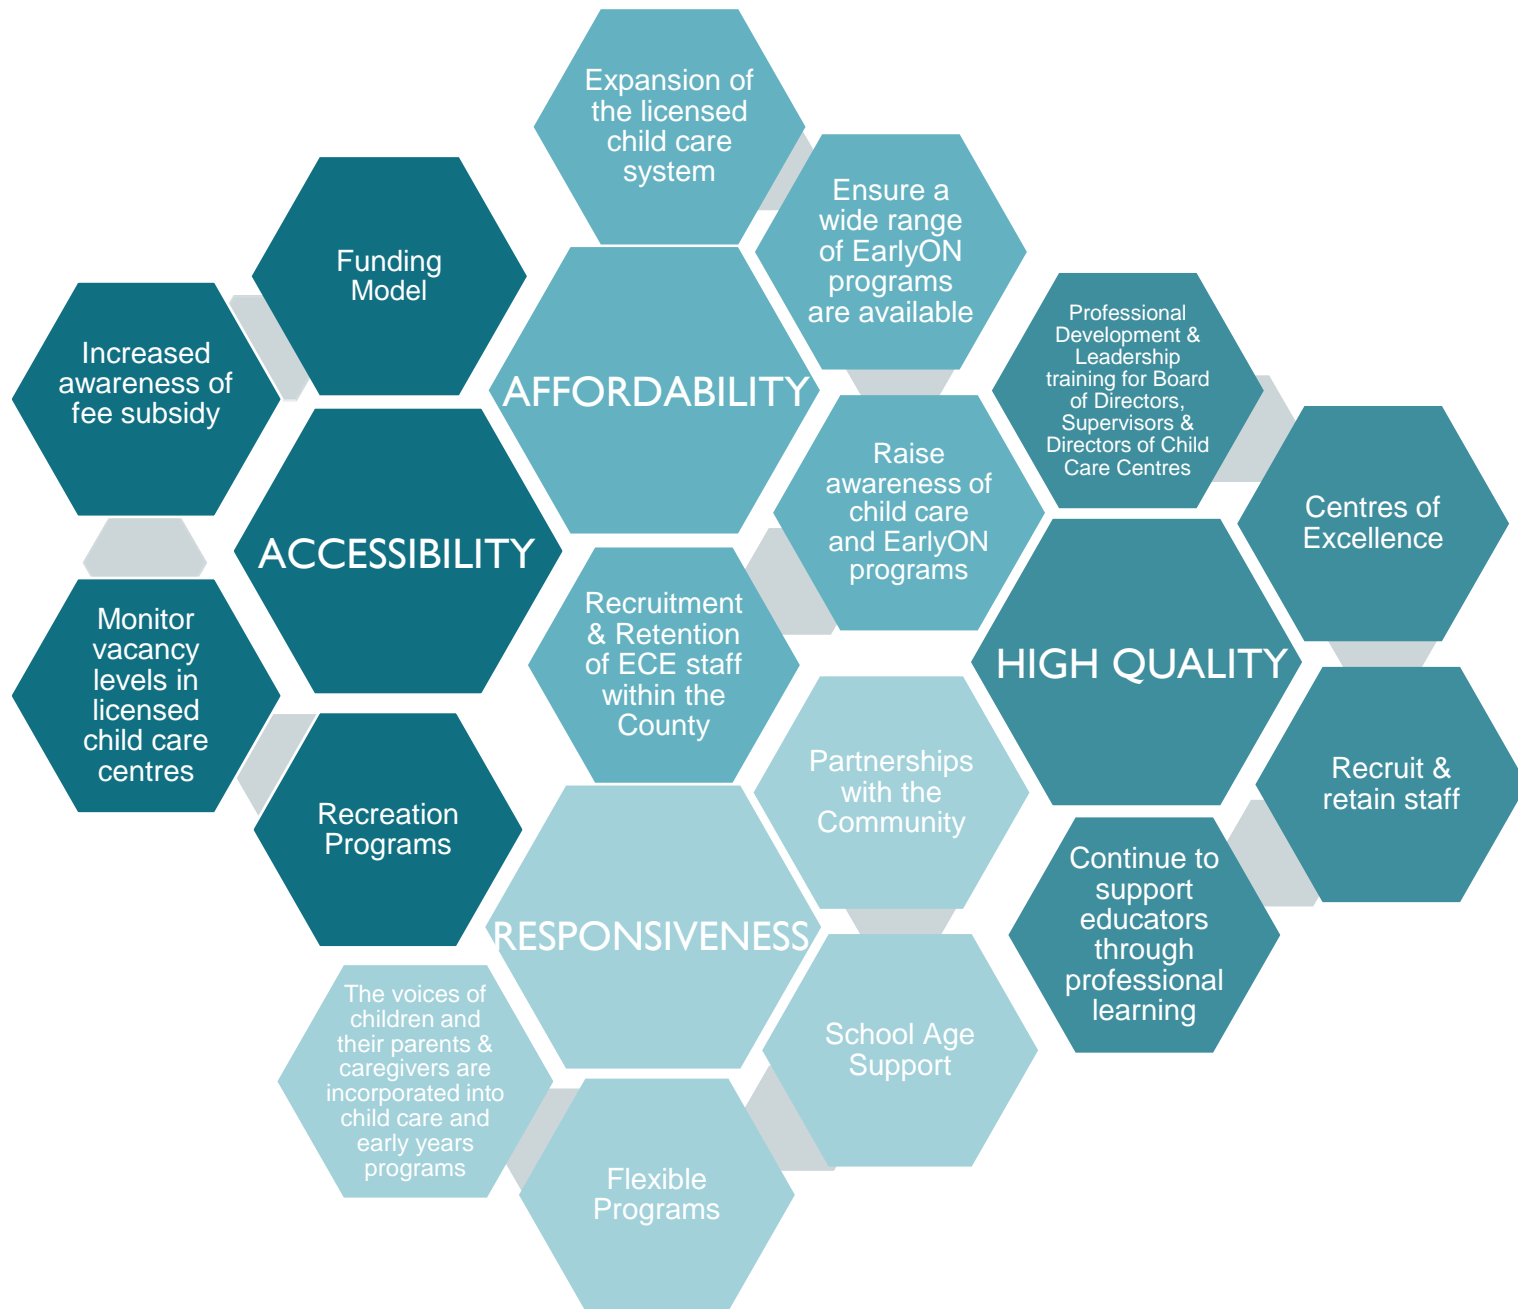 Expansion of
the licensed
child care
system
Ensure a
wide range
of EarlyON
programs
are available
Funding
Model
Increased
awareness of
fee subsidy
AFFORDABILITY
Professional
Development &
Leadership
training for Board
of Directors,
Supervisors &
Directors of Child
Care Centres
Raise
awareness of
child care
and EarlyON
programs
Centres of
Excellence
ACCESSIBILITY
Recruitment
& Retention
of ECE staff
within the
County
HIGH QUALITY
Monitor
vacancy
levels in
licensed
child care
centres
Partnerships
with the
Community
Recruit &
retain staff
Recreation
Programs
Continue to
support
educators
through
professional
learning
RESPONSIVENESS
The voices of
children and
their parents &
caregivers are
incorporated into
child care and
early years
programs
School Age
Support
Flexible
Programs